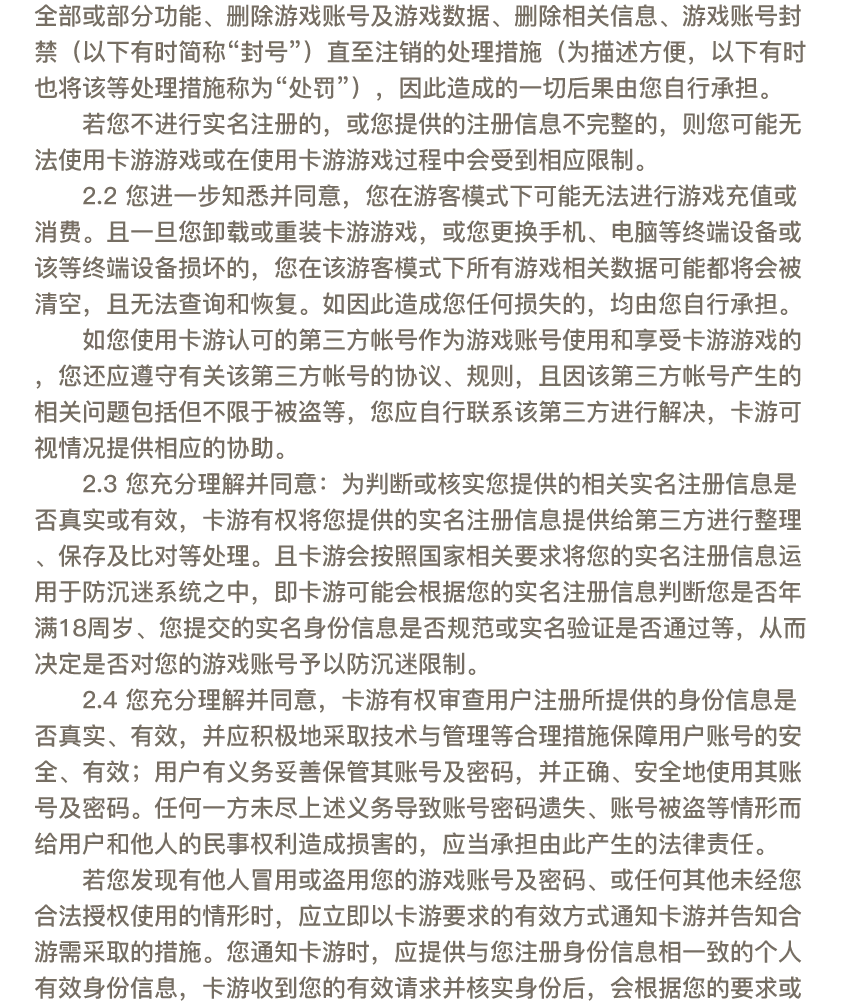 全部或部分功能、删除游戏账号及游戏数据、删除相关信息、游戏账号封
禁（以下有时简称“封号”）直至注销的处理措施（为描述方便，以下有时
也将该等处理措施称为“处罚”），因此造成的一切后果由您自行承担。
若您不进行实名注册的，或您提供的注册信息不完整的，则您可能无
法使用卡游游戏或在使用卡游游戏过程中会受到相应限制。
2.2 您进一步知悉并同意，您在游客模式下可能无法进行游戏充值或
消费。且一旦您卸载或重装卡游游戏，或您更换手机、电脑等终端设备或
该等终端设备损坏的，您在该游客模式下所有游戏相关数据可能都将会被
清空，且无法查询和恢复。如因此造成您任何损失的，均由您自行承担。
如您使用卡游认可的第三方帐号作为游戏账号使用和享受卡游游戏的
，您还应遵守有关该第三方帐号的协议、规则，且因该第三方帐号产生的
相关问题包括但不限于被盗等，您应自行联系该第三方进行解决，卡游可
视情况提供相应的协助。
2.3 您充分理解并同意：为判断或核实您提供的相关实名注册信息是
否真实或有效，卡游有权将您提供的实名注册信息提供给第三方进行整理
、保存及比对等处理。且卡游会按照国家相关要求将您的实名注册信息运
用于防沉迷系统之中，即卡游可能会根据您的实名注册信息判断您是否年
满18周岁、您提交的实名身份信息是否规范或实名验证是否通过等，从而
决定是否对您的游戏账号予以防沉迷限制。
2.4 您充分理解并同意，卡游有权审查用户注册所提供的身份信息是
否真实、有效，并应积极地采取技术与管理等合理措施保障用户账号的安
全、有效；用户有义务妥善保管其账号及密码，并正确、安全地使用其账
号及密码。任何一方未尽上述义务导致账号密码遗失、账号被盗等情形而
给用户和他人的民事权利造成损害的，应当承担由此产生的法律责任。
若您发现有他人冒用或盗用您的游戏账号及密码、或任何其他未经您
合法授权使用的情形时，应立即以卡游要求的有效方式通知卡游并告知合
游需采取的措施。您通知卡游时，应提供与您注册身份信息相一致的个人
有效身份信息，卡游收到您的有效请求并核实身份后，会根据您的要求或